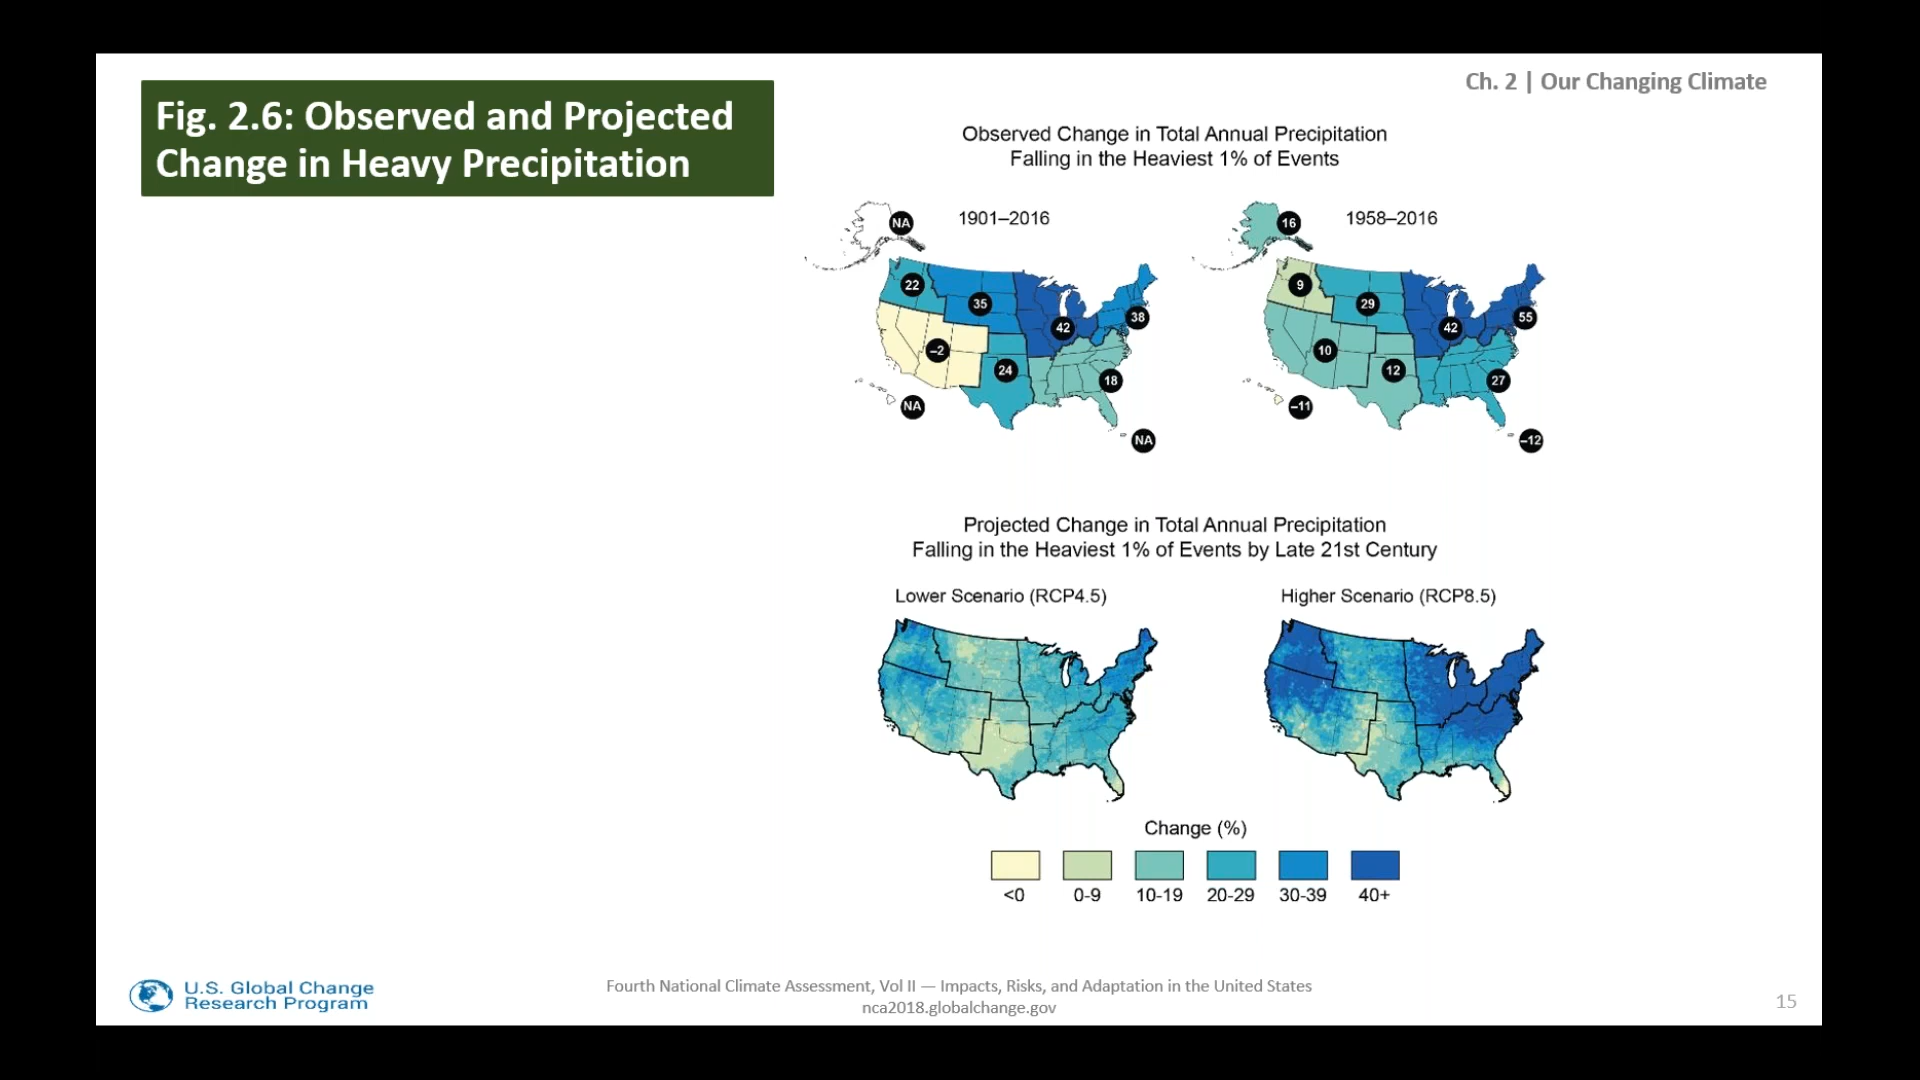 Ch. 2 | Our Changing Climate
Fig. 2.6: Observed and Projected
Change in Heavy Precipitation
Observed Change in Total Annual Precipitation
Falling in the Heaviest 1% of Events
1901–2016
NA
22
35
42
38
–2
24
18
NA
NA
1958–2016
16
9
29
42
55
10
12
27
–11
–12
Projected Change in Total Annual Precipitation
Falling in the Heaviest 1% of Events by Late 21st Century
Lower Scenario (RCP4.5)
Higher Scenario (RCP8.5)
Change (%)
<0
0-9
10-19
20-29
30-39
40+
U.S. Global Change
Research Program
Fourth National Climate Assessment, Vol II — Impacts, Risks, and Adaptation in the United States
nca2018.globalchange.gov
15